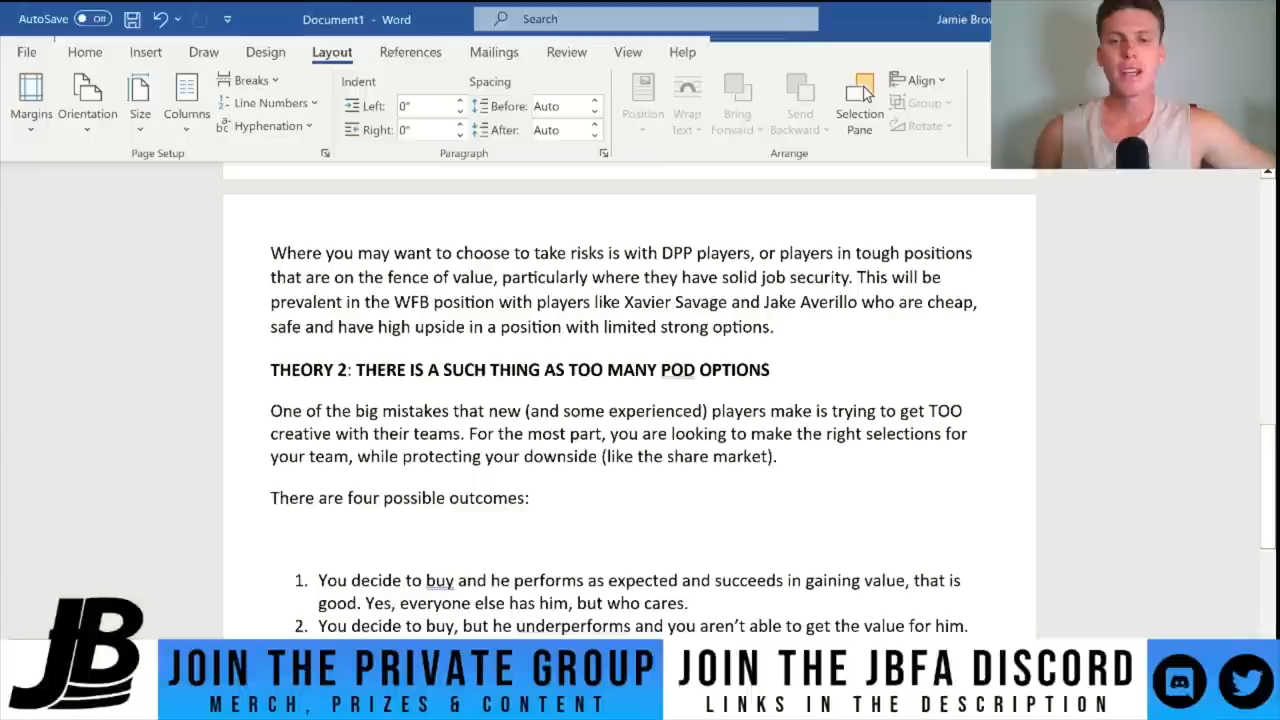 AutoSave Off Document1 - Word Search Jamie Brow
File Home Insert Draw Design Layout References Mailings Review View Help
Margins Orientation Size Columns
Breaks
Line Numbers
Hyphenation
Page Setup
Indent Spacing
Left: 0" Before: Auto
Right: 0" After: Auto
Paragraph
Position Wrap Text Bring Forward Send Backward Selection Pane
Align
Group
Rotate
Arrange
Where you may want to choose to take risks is with DPP players, or players in tough positions
that are on the fence of value, particularly where they have solid job security. This will be
prevalent in the WFB position with players like Xavier Savage and Jake Averillo who are cheap,
safe and have high upside in a position with limited strong options.
THEORY 2: THERE IS A SUCH THING AS TOO MANY POD OPTIONS
One of the big mistakes that new (and some experienced) players make is trying to get TOO
creative with their teams. For the most part, you are looking to make the right selections for
your team, while protecting your downside (like the share market).
There are four possible outcomes:
1. You decide to buy and he performs as expected and succeeds in gaining value, that is
good. Yes, everyone else has him, but who cares.
2. You decide to buy, but he underperforms and you aren't able to get the value for him.
JB
JOIN THE PRIVATE GROUP
MERCH, PRIZES & CONTENT
JOIN THE JBFA DISCORD
LINKS IN THE DESCRIPTION